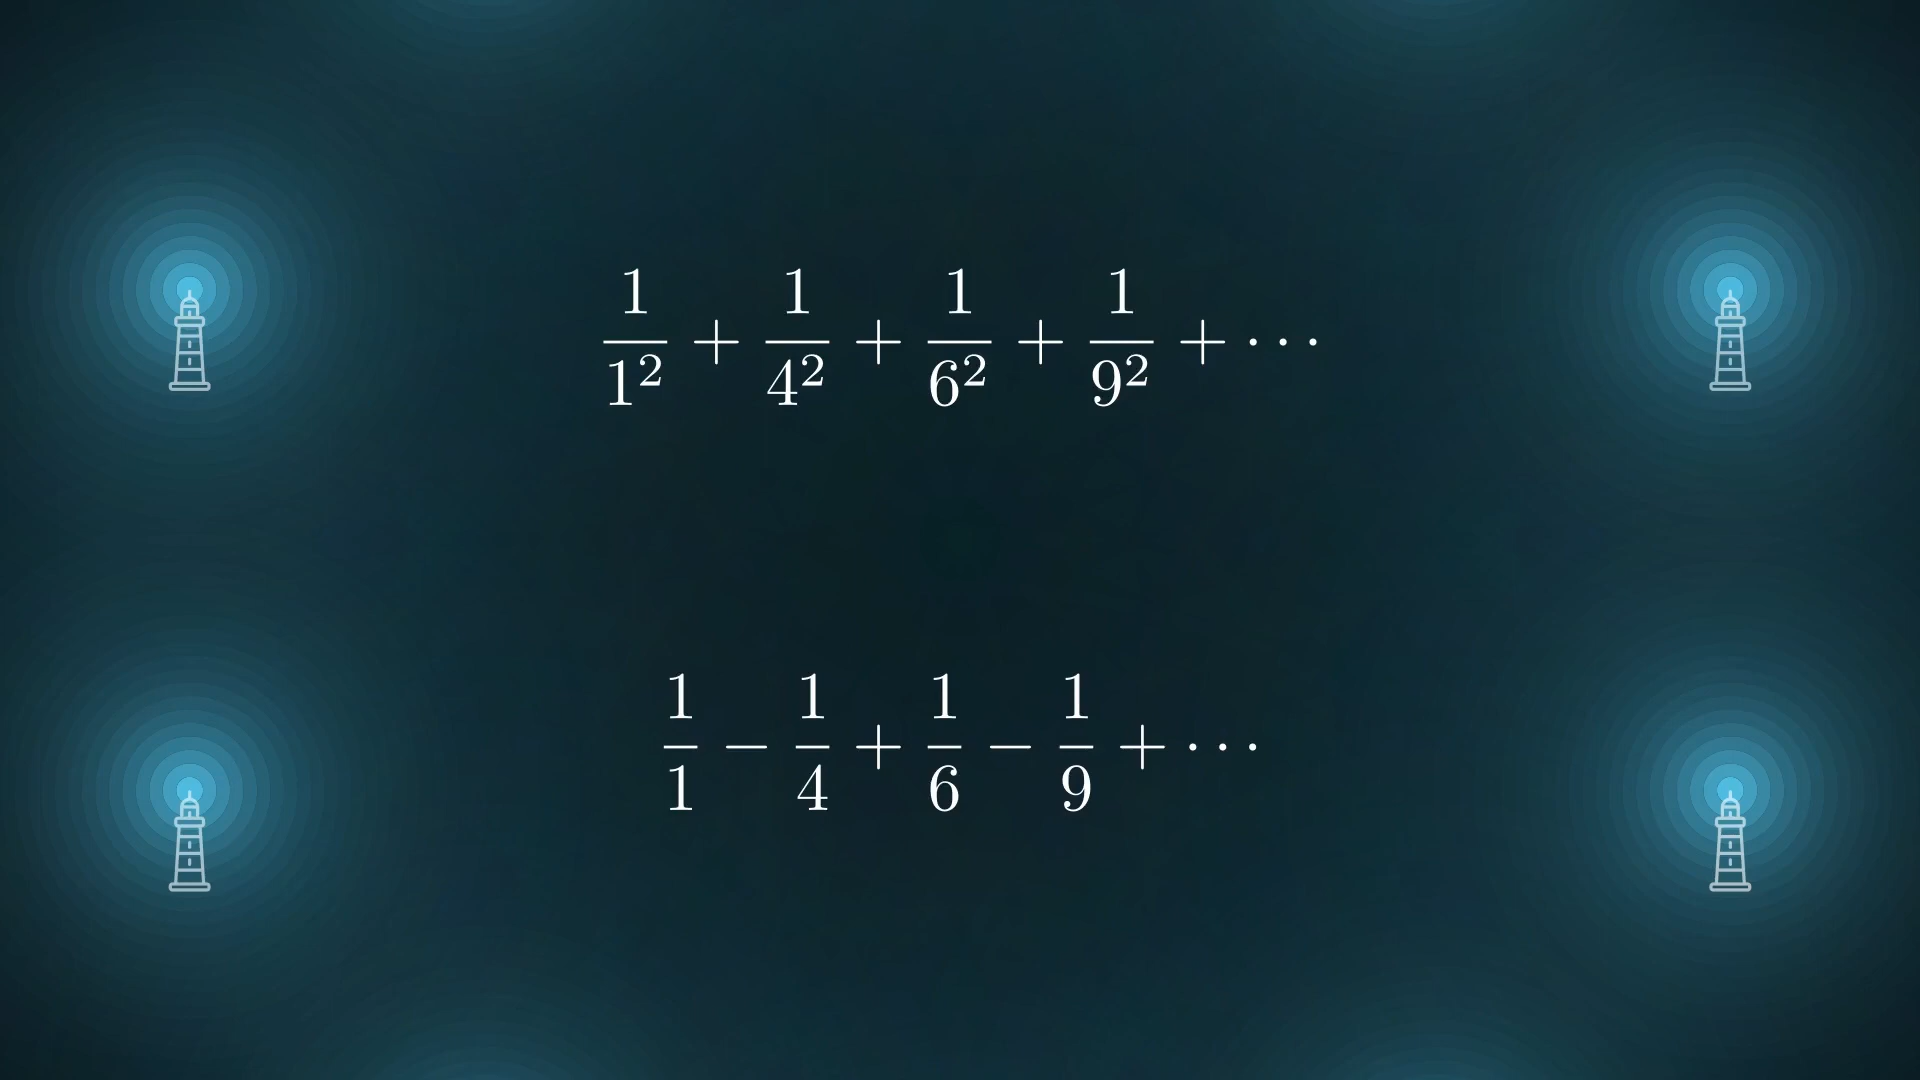 1/1² + 1/4² + 1/6² + 1/9² + ⋯
1/1 − 1/4 + 1/6 − 1/9 + ⋯